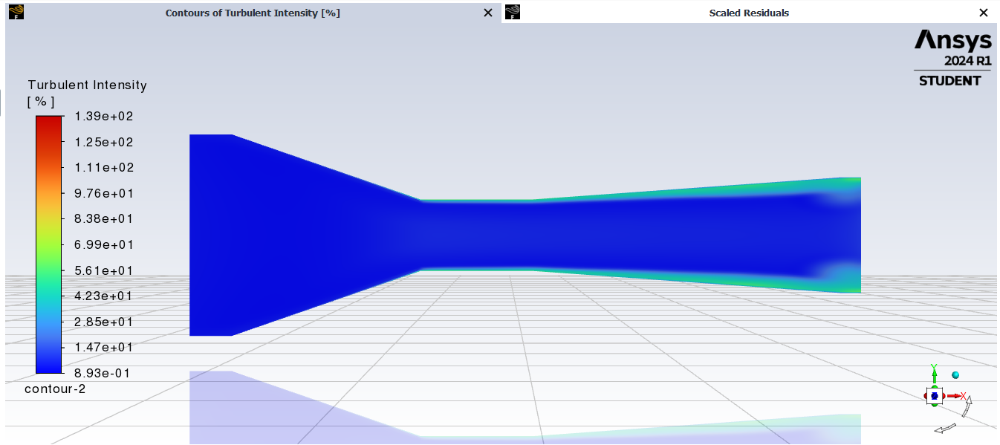 Contours of Turbulent Intensity [%]
Scaled Residuals
Ansys
2024 R1
STUDENT
Turbulent Intensity
[ % ]
1.39e+02
1.25e+02
1.11e+02
9.76e+01
8.38e+01
6.99e+01
5.61e+01
4.23e+01
2.85e+01
1.47e+01
8.93e-01
contour-2
Y
X
F
F